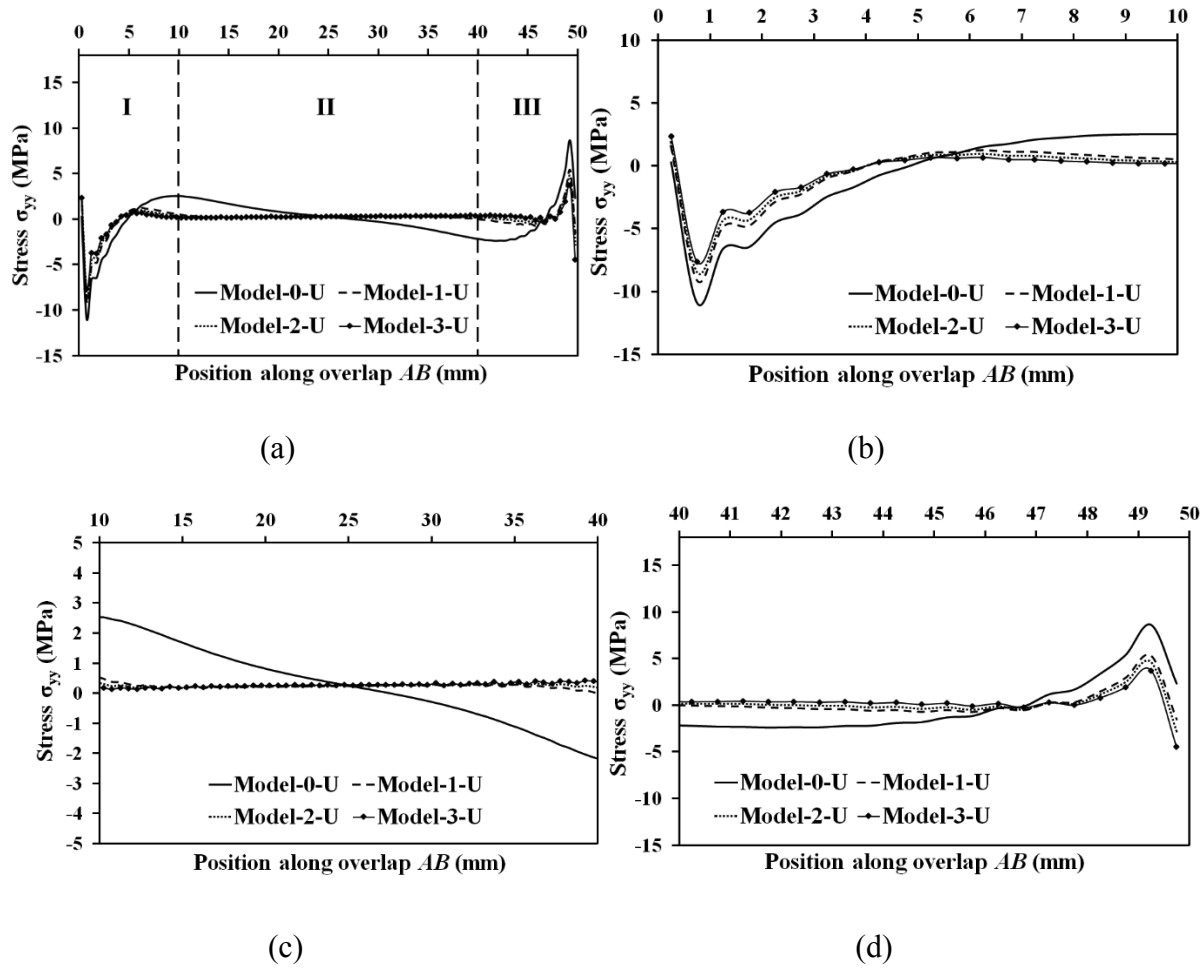 0 5 10 15 20 25 30 35 40 45 50
15
10
5
0
-5
-10
-15
Stress σyy (MPa)
I II III
Model-0-U Model-1-U
Model-2-U Model-3-U
Position along overlap AB (mm)
(a)
0 1 2 3 4 5 6 7 8 9 10
10
5
0
-5
-10
-15
Stress σyy (MPa)
Model-0-U Model-1-U
Model-2-U Model-3-U
Position along overlap AB (mm)
(b)
10 15 20 25 30 35 40
5
4
3
2
1
0
-1
-2
-3
-4
-5
Stress σyy (MPa)
Model-0-U Model-1-U
Model-2-U Model-3-U
Position along overlap AB (mm)
(c)
40 41 42 43 44 45 46 47 48 49 50
15
10
5
0
-5
-10
-15
Stress σyy (MPa)
Model-0-U Model-1-U
Model-2-U Model-3-U
Position along overlap AB (mm)
(d)